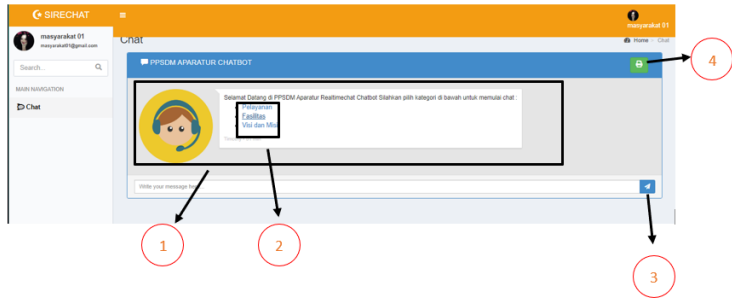 SIRECHAT
masyarakat 01
masyarakat 01
masyarakat01@gmail.com
Chat
Home > Chat
Search...
MAIN NAVIGATION
Chat
PPSDM APARATUR CHATBOT
Selamat Datang di PPSDM Aparatur Realtimechat Chatbot Silahkan pilih kategori di bawah untuk memulai chat :
Pelayanan
Fasilitas
Visi dan Misi
Write your message here
1
2
3
4